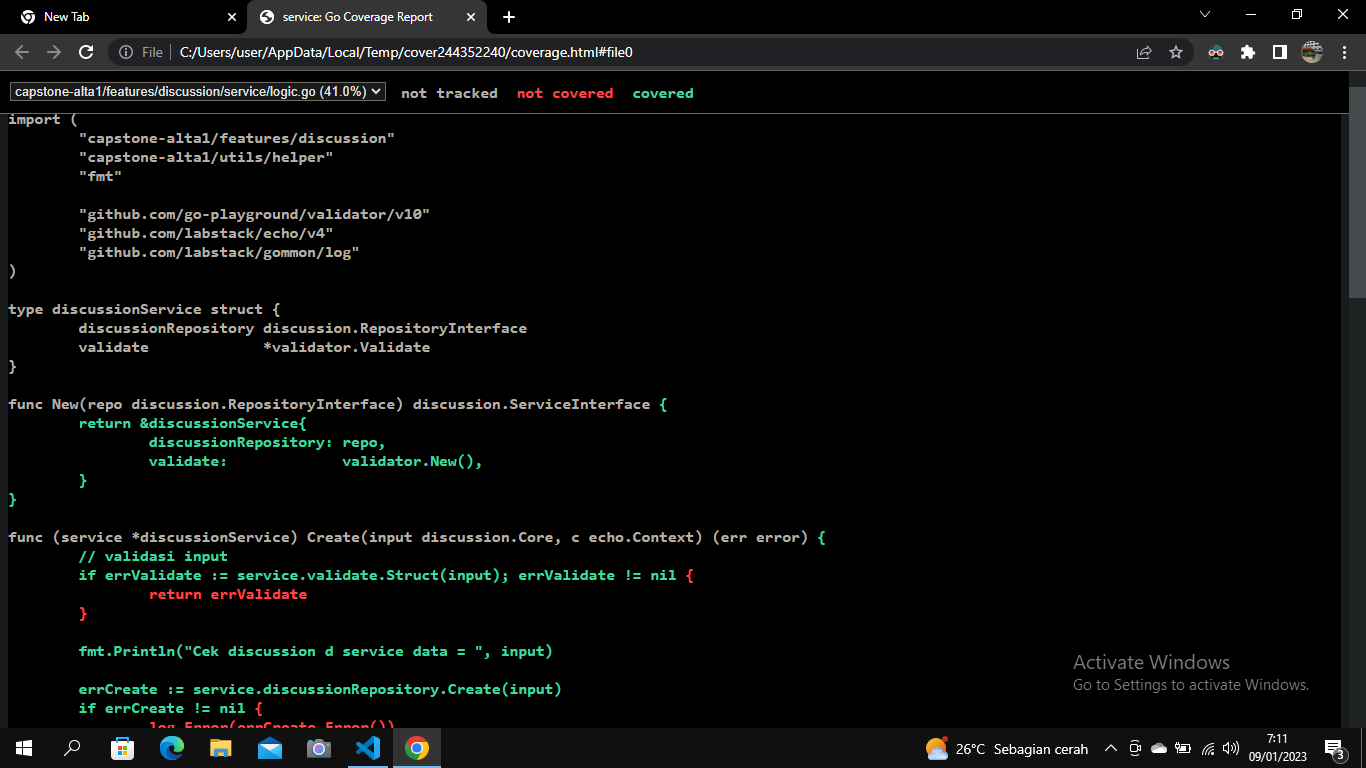 New Tab
service: Go Coverage Report
File
C:/Users/user/AppData/Local/Temp/cover244352240/coverage.html#file0
capstone-alta1/features/discussion/service/logic.go (41.0%)
not tracked not covered covered
import (
"capstone-alta1/features/discussion"
"capstone-alta1/utils/helper"
"fmt"
"github.com/go-playground/validator/v10"
"github.com/labstack/echo/v4"
"github.com/labstack/gommon/log"
)
type discussionService struct {
discussionRepository discussion.RepositoryInterface
validate *validator.Validate
}
func New(repo discussion.RepositoryInterface) discussion.ServiceInterface {
return &discussionService{
discussionRepository: repo,
validate: validator.New(),
}
}
func (service *discussionService) Create(input discussion.Core, c echo.Context) (err error) {
// validasi input
if errValidate := service.validate.Struct(input); errValidate != nil {
return errValidate
}
fmt.Println("Cek discussion d service data = ", input)
errCreate := service.discussionRepository.Create(input)
if errCreate != nil {
log.Error(errCreate.Error())
Activate Windows
Go to Settings to activate Windows.
26°C Sebagian cerah
7:11
09/01/2023
3